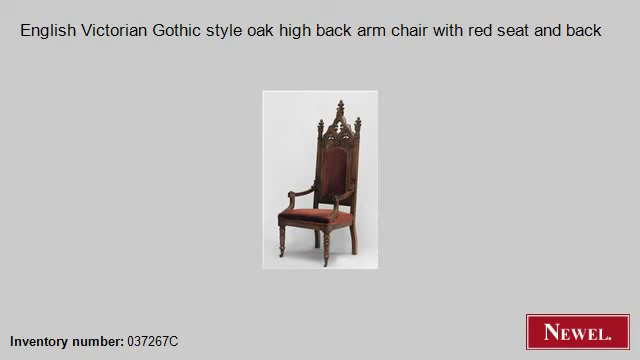 English Victorian Gothic style oak high back arm chair with red seat and back
Inventory number: 037267C
NEWEL.